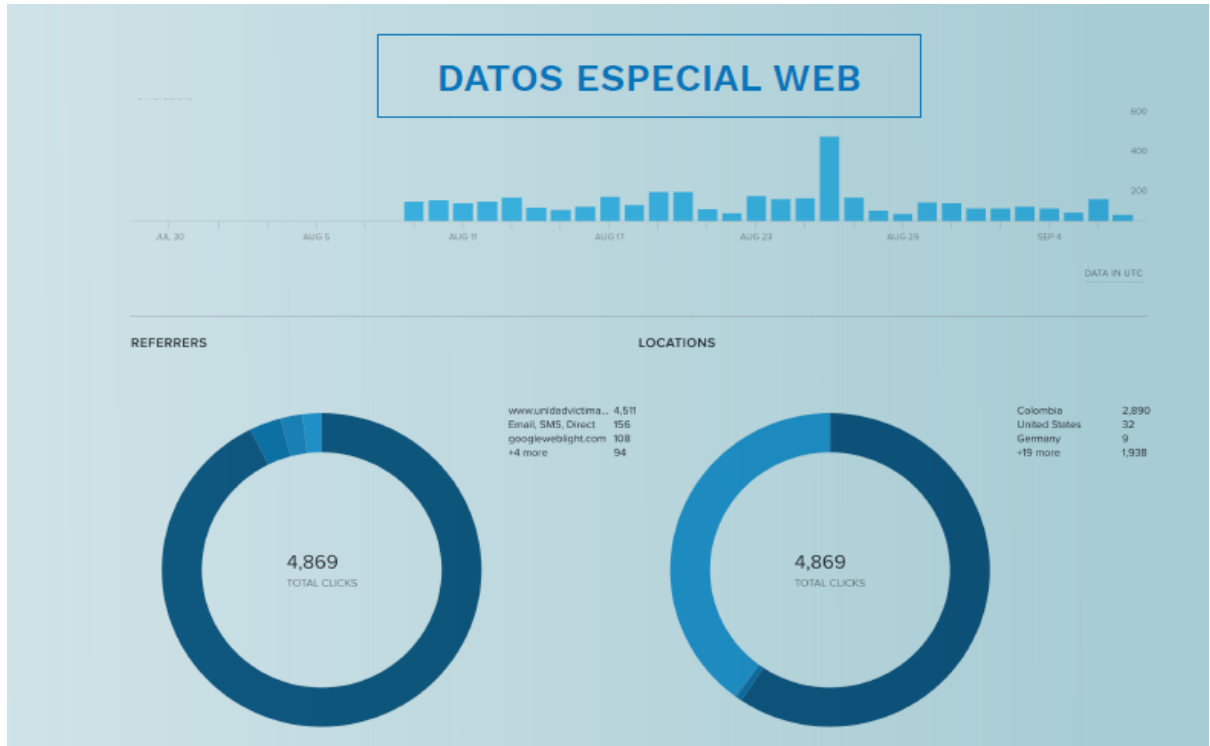 DATOS ESPECIAL WEB
600
400
200
JUL 30 AUG 5 AUG 11 AUG 17 AUG 23 AUG 29 SEP 4
DATA IN UTC
REFERRERS
www.unidadvictima... 4,511
Email, SMS, Direct 156
googleweblight.com 108
+4 more 94
4,869
TOTAL CLICKS
LOCATIONS
Colombia 2,890
United States 32
Germany 9
+19 more 1,938
4,869
TOTAL CLICKS